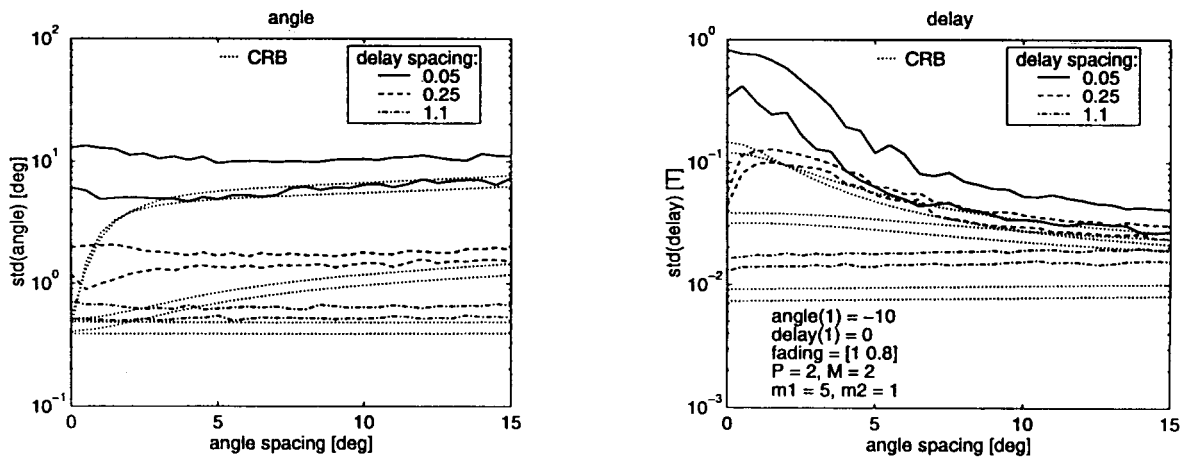 angle
10^2
10^1
10^0
10^-1
std(angle) [deg]
CRB
delay spacing:
0.05
0.25
1.1
0 5 10 15
angle spacing [deg]
delay
10^0
10^-1
10^-2
10^-3
std(delay) [T]
CRB
delay spacing:
0.05
0.25
1.1
angle(1) = −10
delay(1) = 0
fading = [1 0.8]
P = 2, M = 2
m1 = 5, m2 = 1
0 5 10 15
angle spacing [deg]